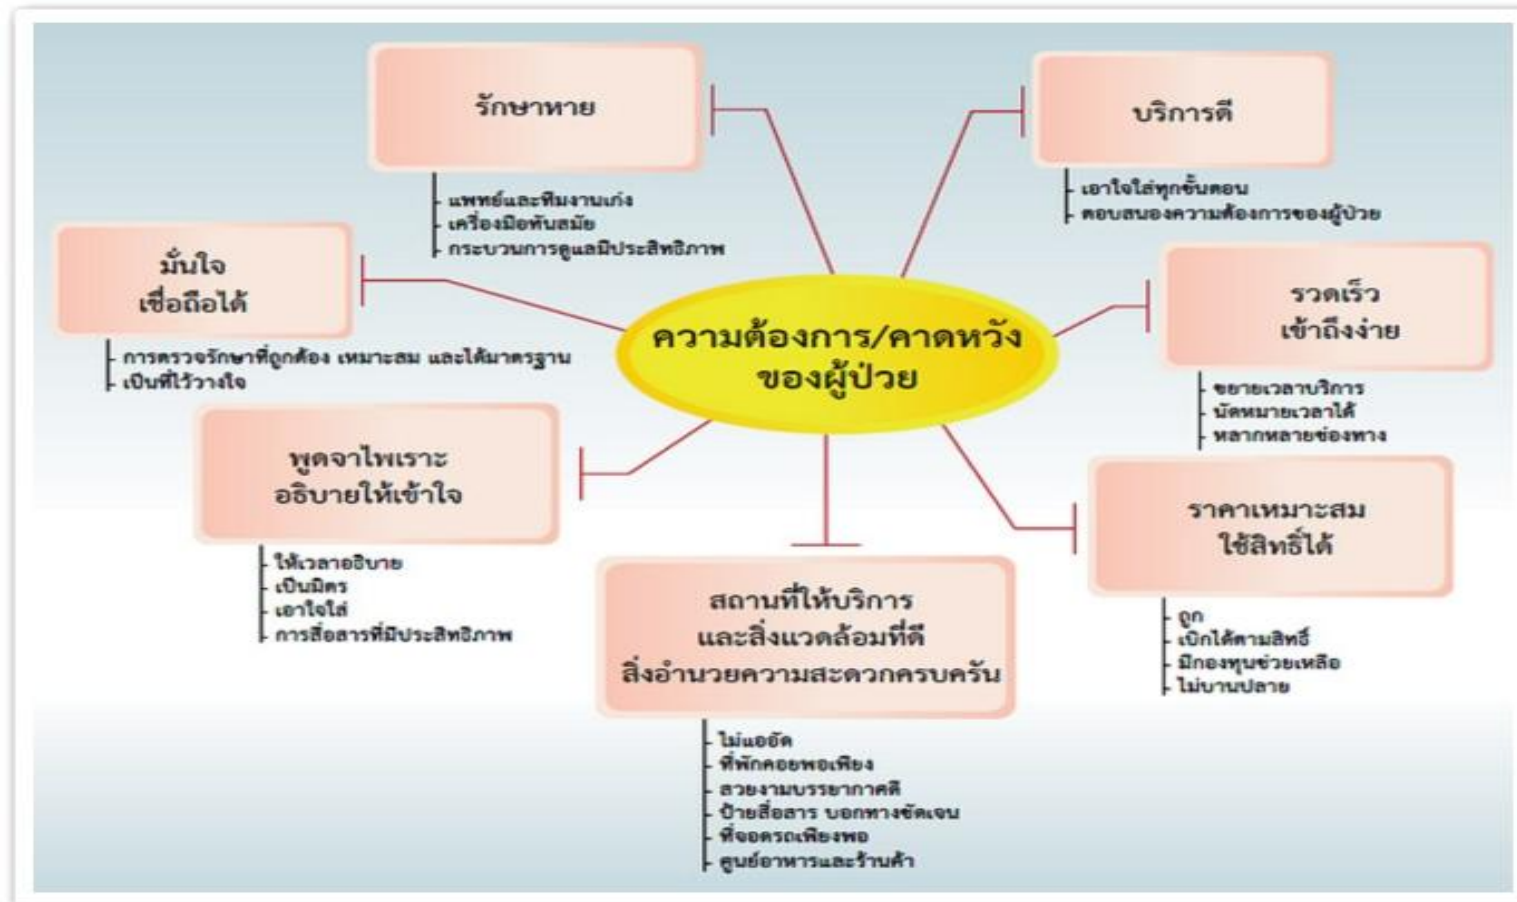 ความต้องการ/คาดหวัง
ของผู้ป่วย
รักษาหาย
- แพทย์และทีมงานเก่ง
- เครื่องมือทันสมัย
- กระบวนการดูแลมีประสิทธิภาพ
บริการดี
- เอาใจใส่ทุกขั้นตอน
- ตอบสนองความต้องการของผู้ป่วย
มั่นใจ
เชื่อถือได้
- การตรวจรักษาที่ถูกต้อง เหมาะสม และได้มาตรฐาน
- เป็นที่ไว้วางใจ
รวดเร็ว
เข้าถึงง่าย
- ขยายเวลาบริการ
- นัดหมายเวลาได้
- หลากหลายช่องทาง
พูดจาไพเราะ
อธิบายให้เข้าใจ
- ให้เวลาอธิบาย
- เป็นมิตร
- เอาใจใส่
- การสื่อสารที่มีประสิทธิภาพ
ราคาเหมาะสม
ใช้สิทธิ์ได้
- ถูก
- เบิกได้ตามสิทธิ์
- มีกองทุนช่วยเหลือ
- ไม่บานปลาย
สถานที่ให้บริการ
และสิ่งแวดล้อมที่ดี
สิ่งอำนวยความสะดวกครบครัน
- ไม่แออัด
- ที่พักคอยพอเพียง
- สวยงามบรรยากาศดี
- ป้ายสื่อสาร บอกทางชัดเจน
- ที่จอดรถเพียงพอ
- ศูนย์อาหารและร้านค้า